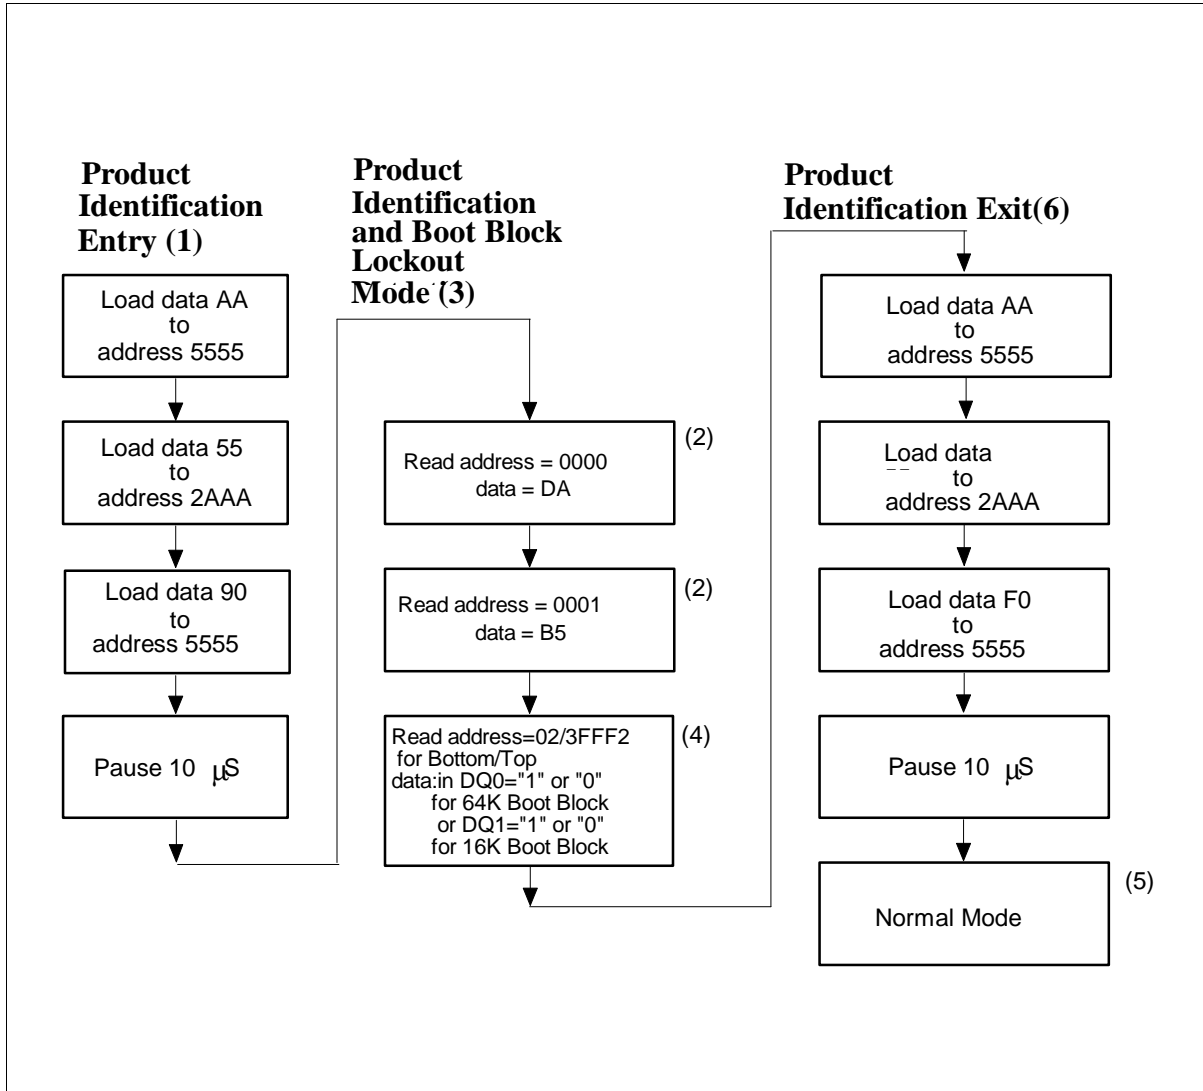 Product
Identification
Entry (1)
Load data AA
to
address 5555
Load data 55
to
address 2AAA
Load data 90
to
address 5555
Pause 10 μS
Product
Identification
and Boot Block
Lockout
Mode (3)
Read address = 0000
data = DA
(2)
Read address = 0001
data = B5
(2)
Read address=02/3FFF2
for Bottom/Top
data:in DQ0="1" or "0"
for 64K Boot Block
or DQ1="1" or "0"
for 16K Boot Block
(4)
Product
Identification Exit(6)
Load data AA
to
address 5555
Load data
to
address 2AAA
Load data F0
to
address 5555
Pause 10 μS
Normal Mode
(5)